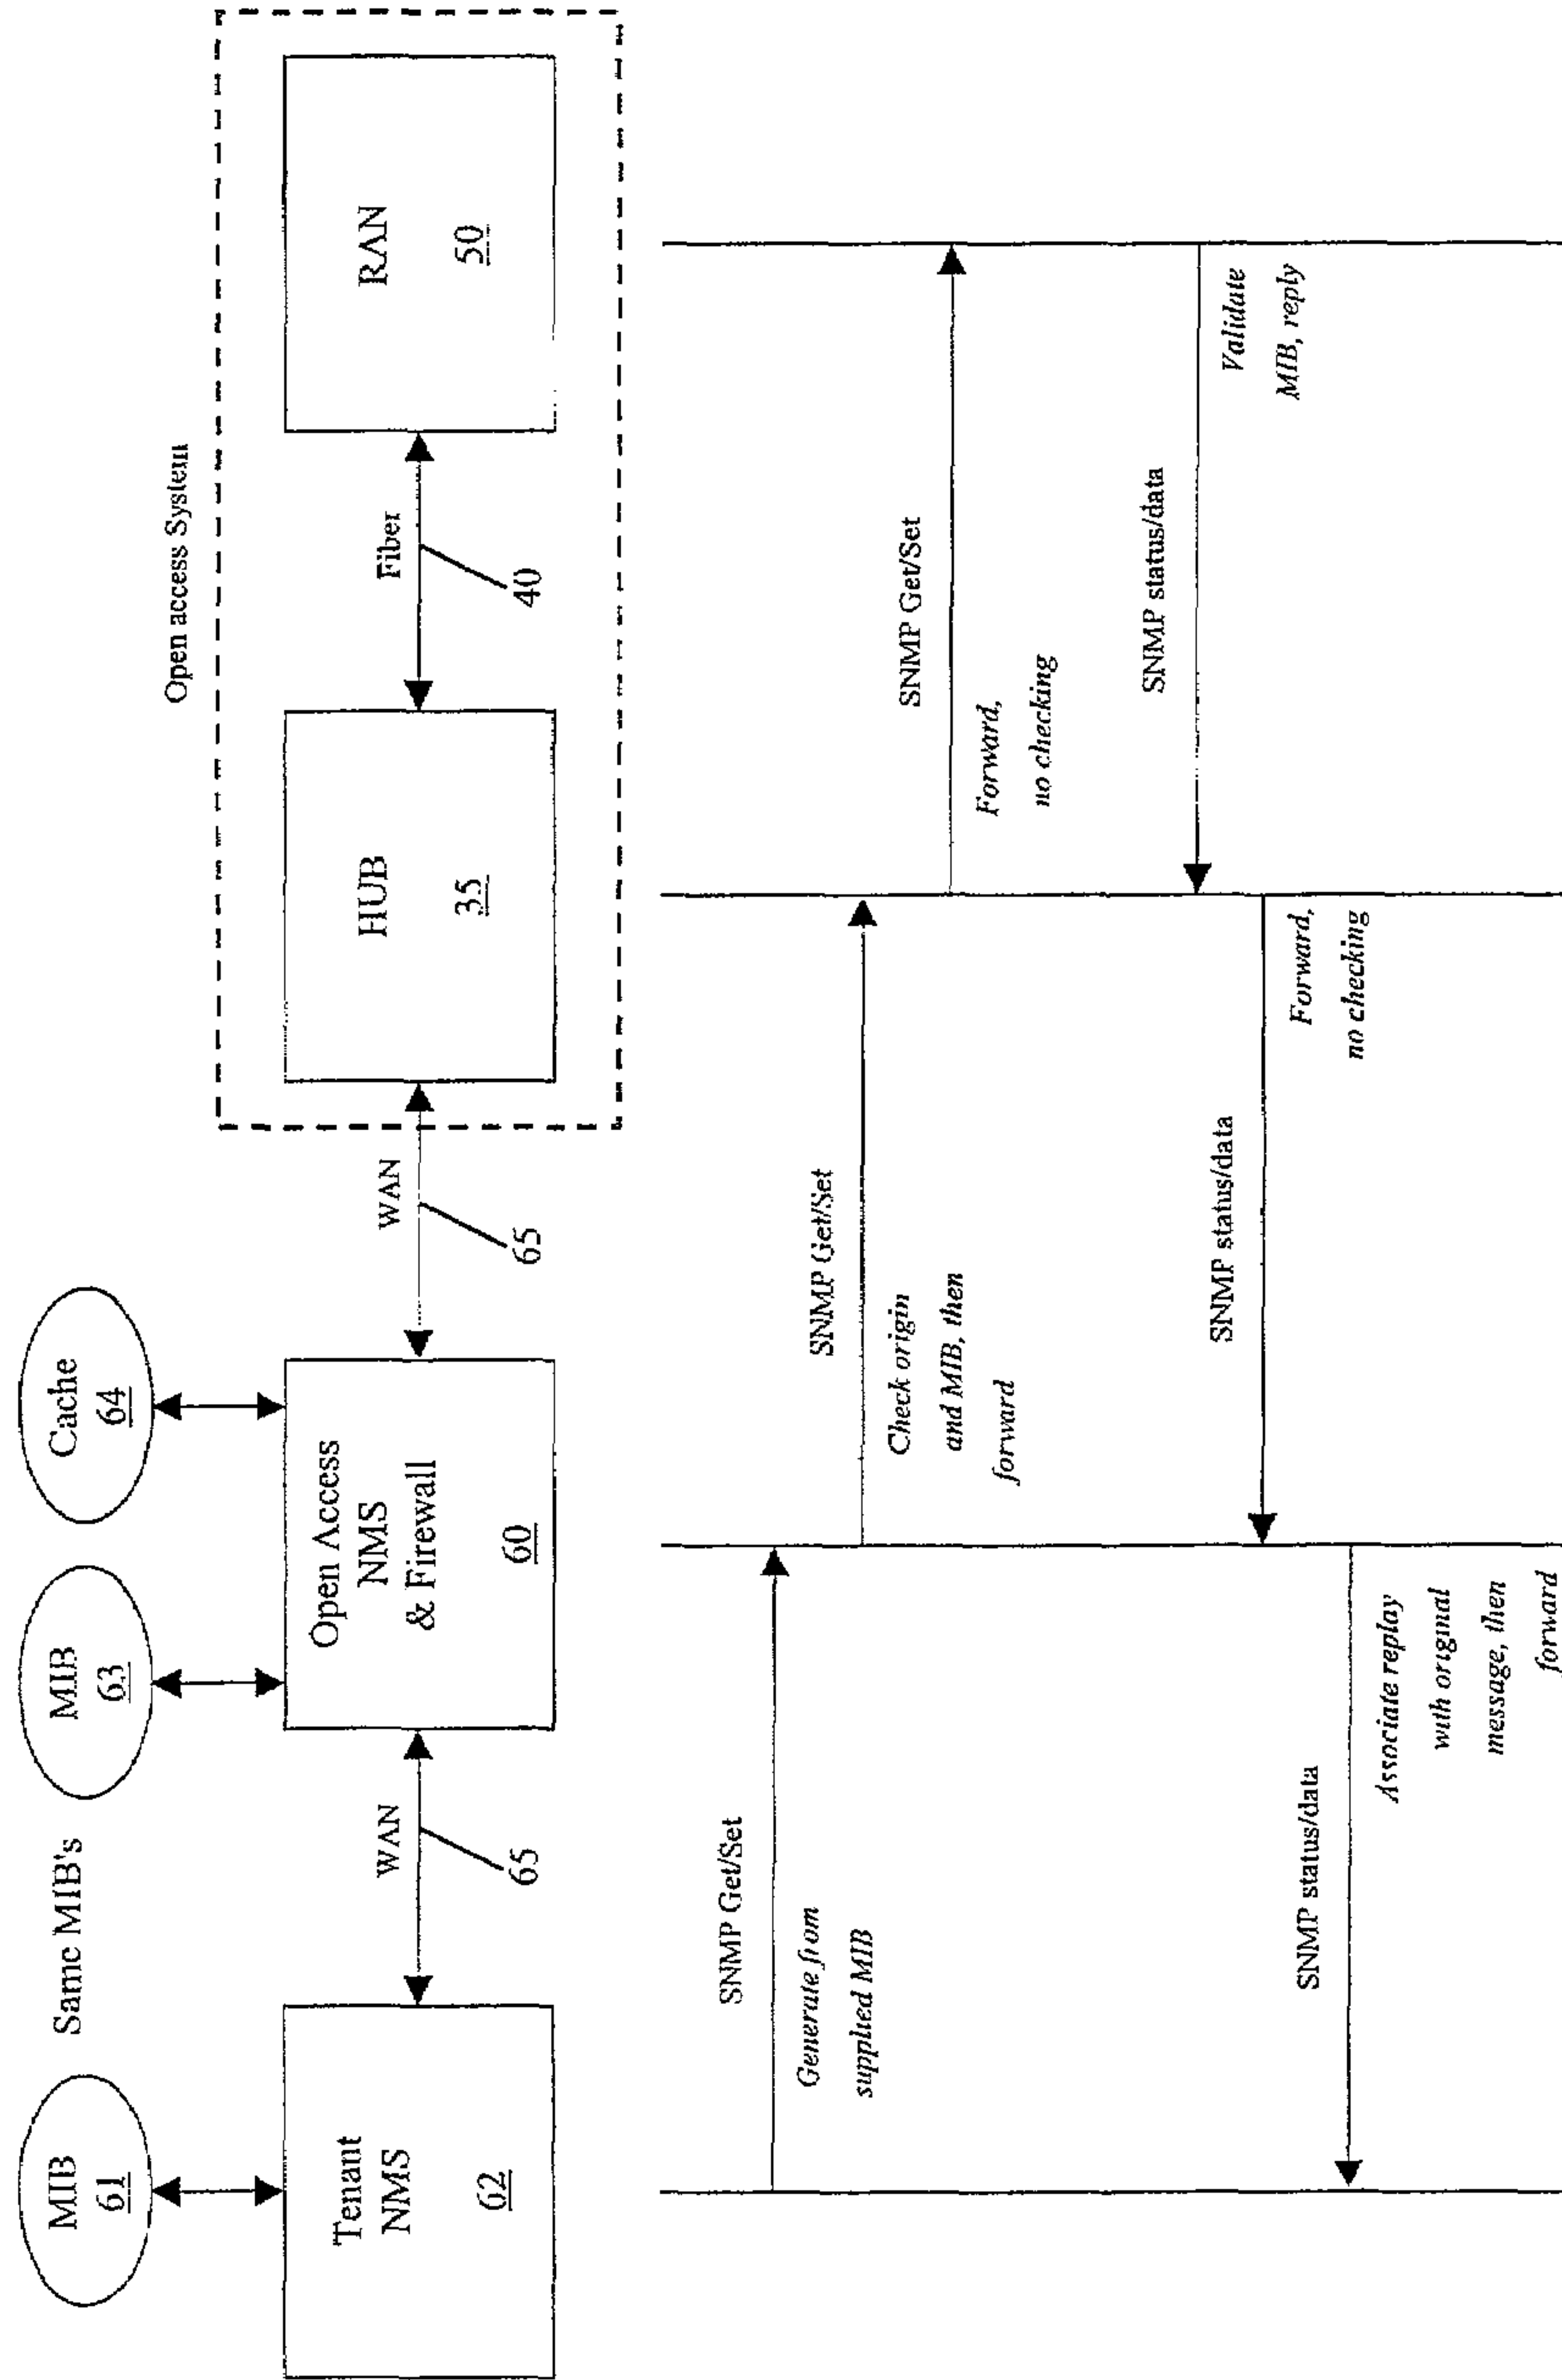 MIB
61
Same MIB's
MIB
63
Cache
64
Open access System
Tenant
NMS
62
WAN
65
Open Access
NMS
& Firewall
60
WAN
65
HUB
35
Fiber
40
RAN
50
SNMP Get/Set
Generate from
supplied MIB
SNMP Get/Set
Check origin
and MIB, then
forward
SNMP Get/Set
Forward,
no checking
SNMP status/data
Validate
MIB, reply
SNMP status/data
Forward,
no checking
SNMP status/data
Associate replay
with original
message, then
forward